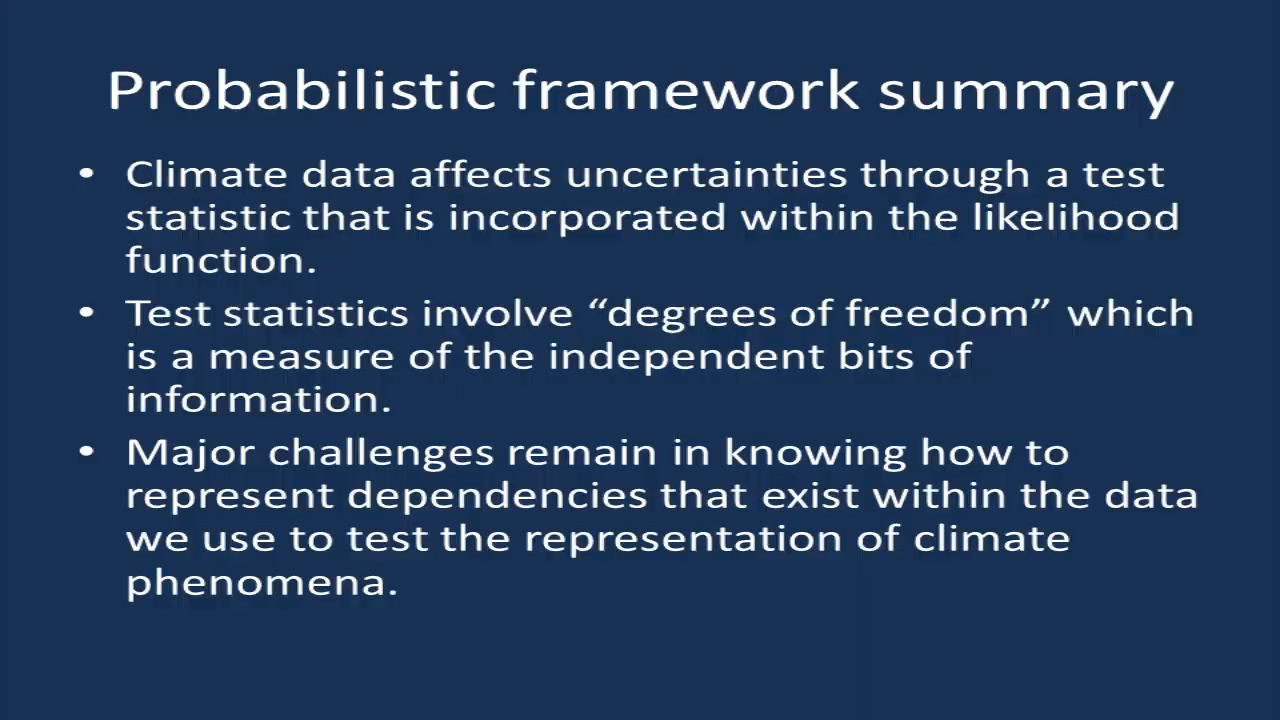 Probabilistic framework summary
• Climate data affects uncertainties through a test
statistic that is incorporated within the likelihood
function.
• Test statistics involve “degrees of freedom” which
is a measure of the independent bits of
information.
• Major challenges remain in knowing how to
represent dependencies that exist within the data
we use to test the representation of climate
phenomena.